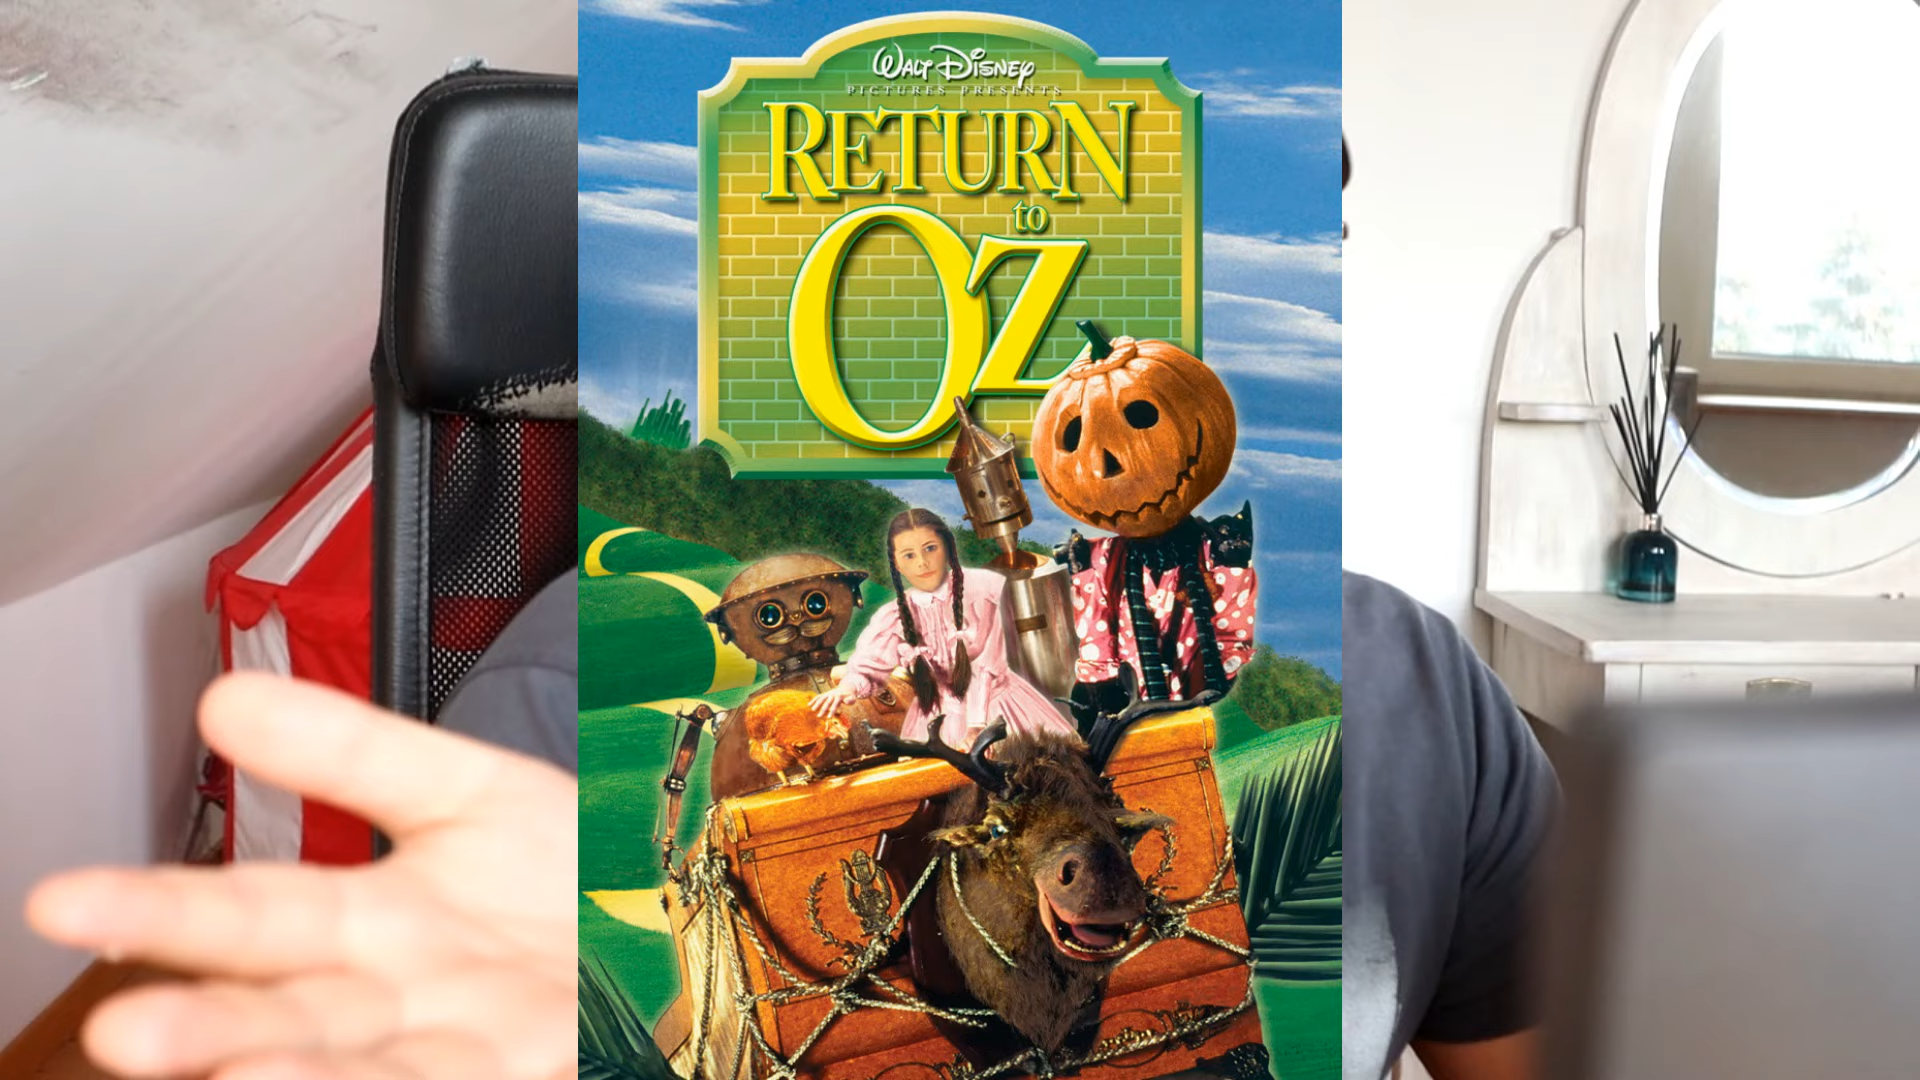 WALT DISNEY
PICTURES PRESENTS
RETURN
to
OZ